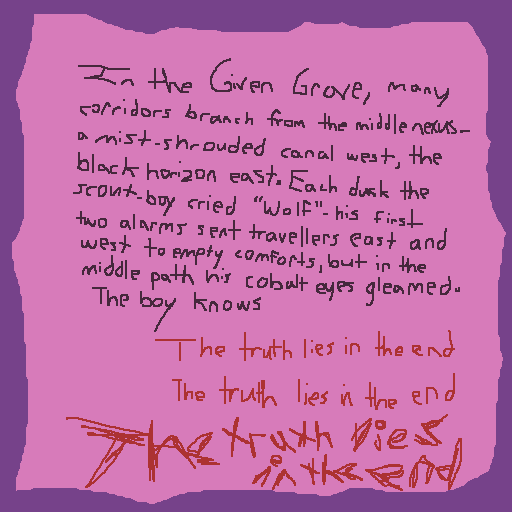 In the Given Grove, many
corridors branch from the middle nexus-
a mist-shrouded canal west, the
black horizon east. Each dusk the
scout-boy cried "Wolf"- his first
two alarms sent travellers east and
west to empty comforts, but in the
middle path his cobalt eyes gleamed.
The boy knows
The truth lies in the end
The truth lies in the end
The truth lies
in the end